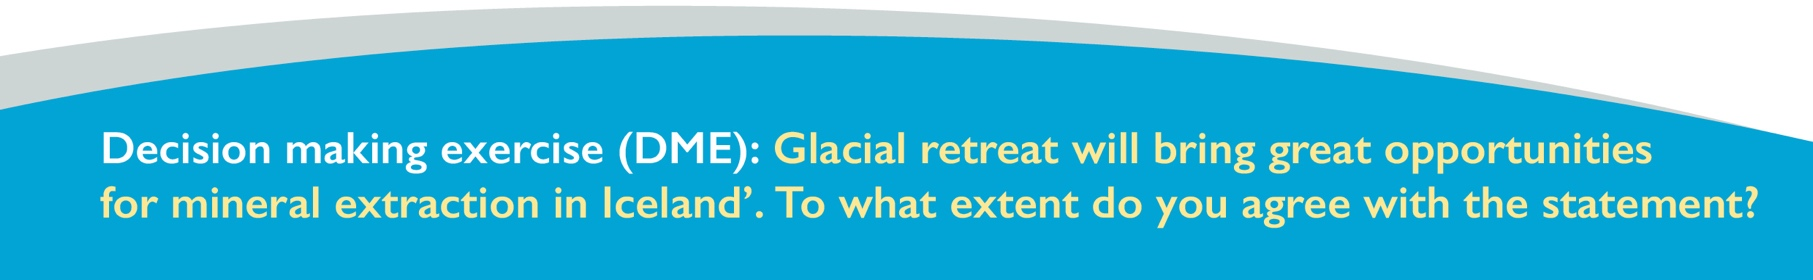 Decision making exercise (DME): Glacial retreat will bring great opportunities
for mineral extraction in Iceland’. To what extent do you agree with the statement?